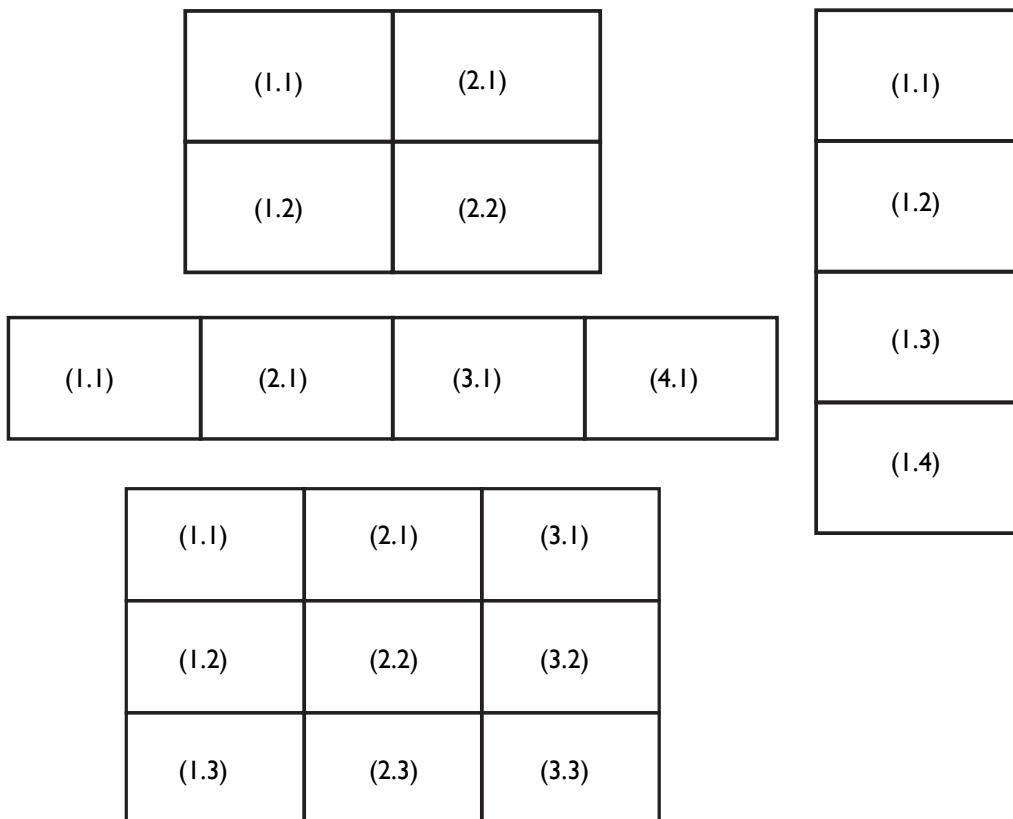 (1.1) (2.1)
(1.2) (2.2)
(1.1)
(1.2)
(1.3)
(1.4)
(1.1) (2.1) (3.1) (4.1)
(1.1) (2.1) (3.1)
(1.2) (2.2) (3.2)
(1.3) (2.3) (3.3)